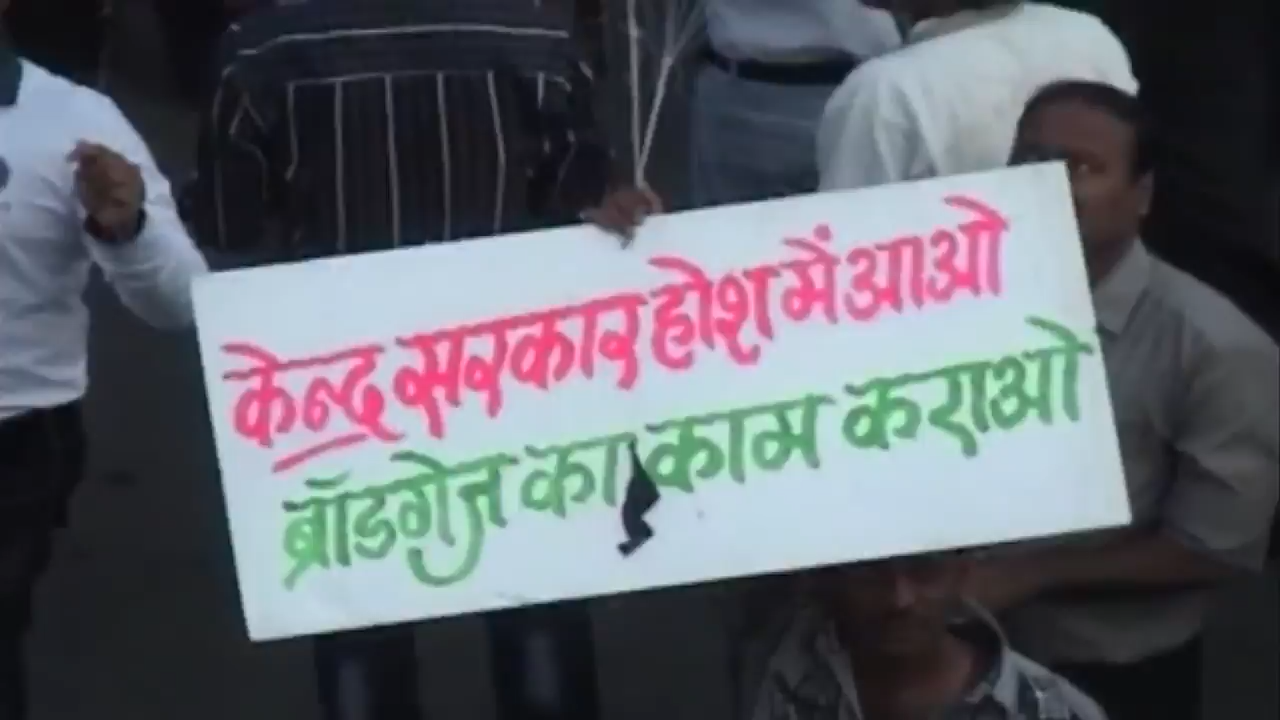 केन्द्र सरकार होश में आओ
ब्रॉडगेज का काम कराओ